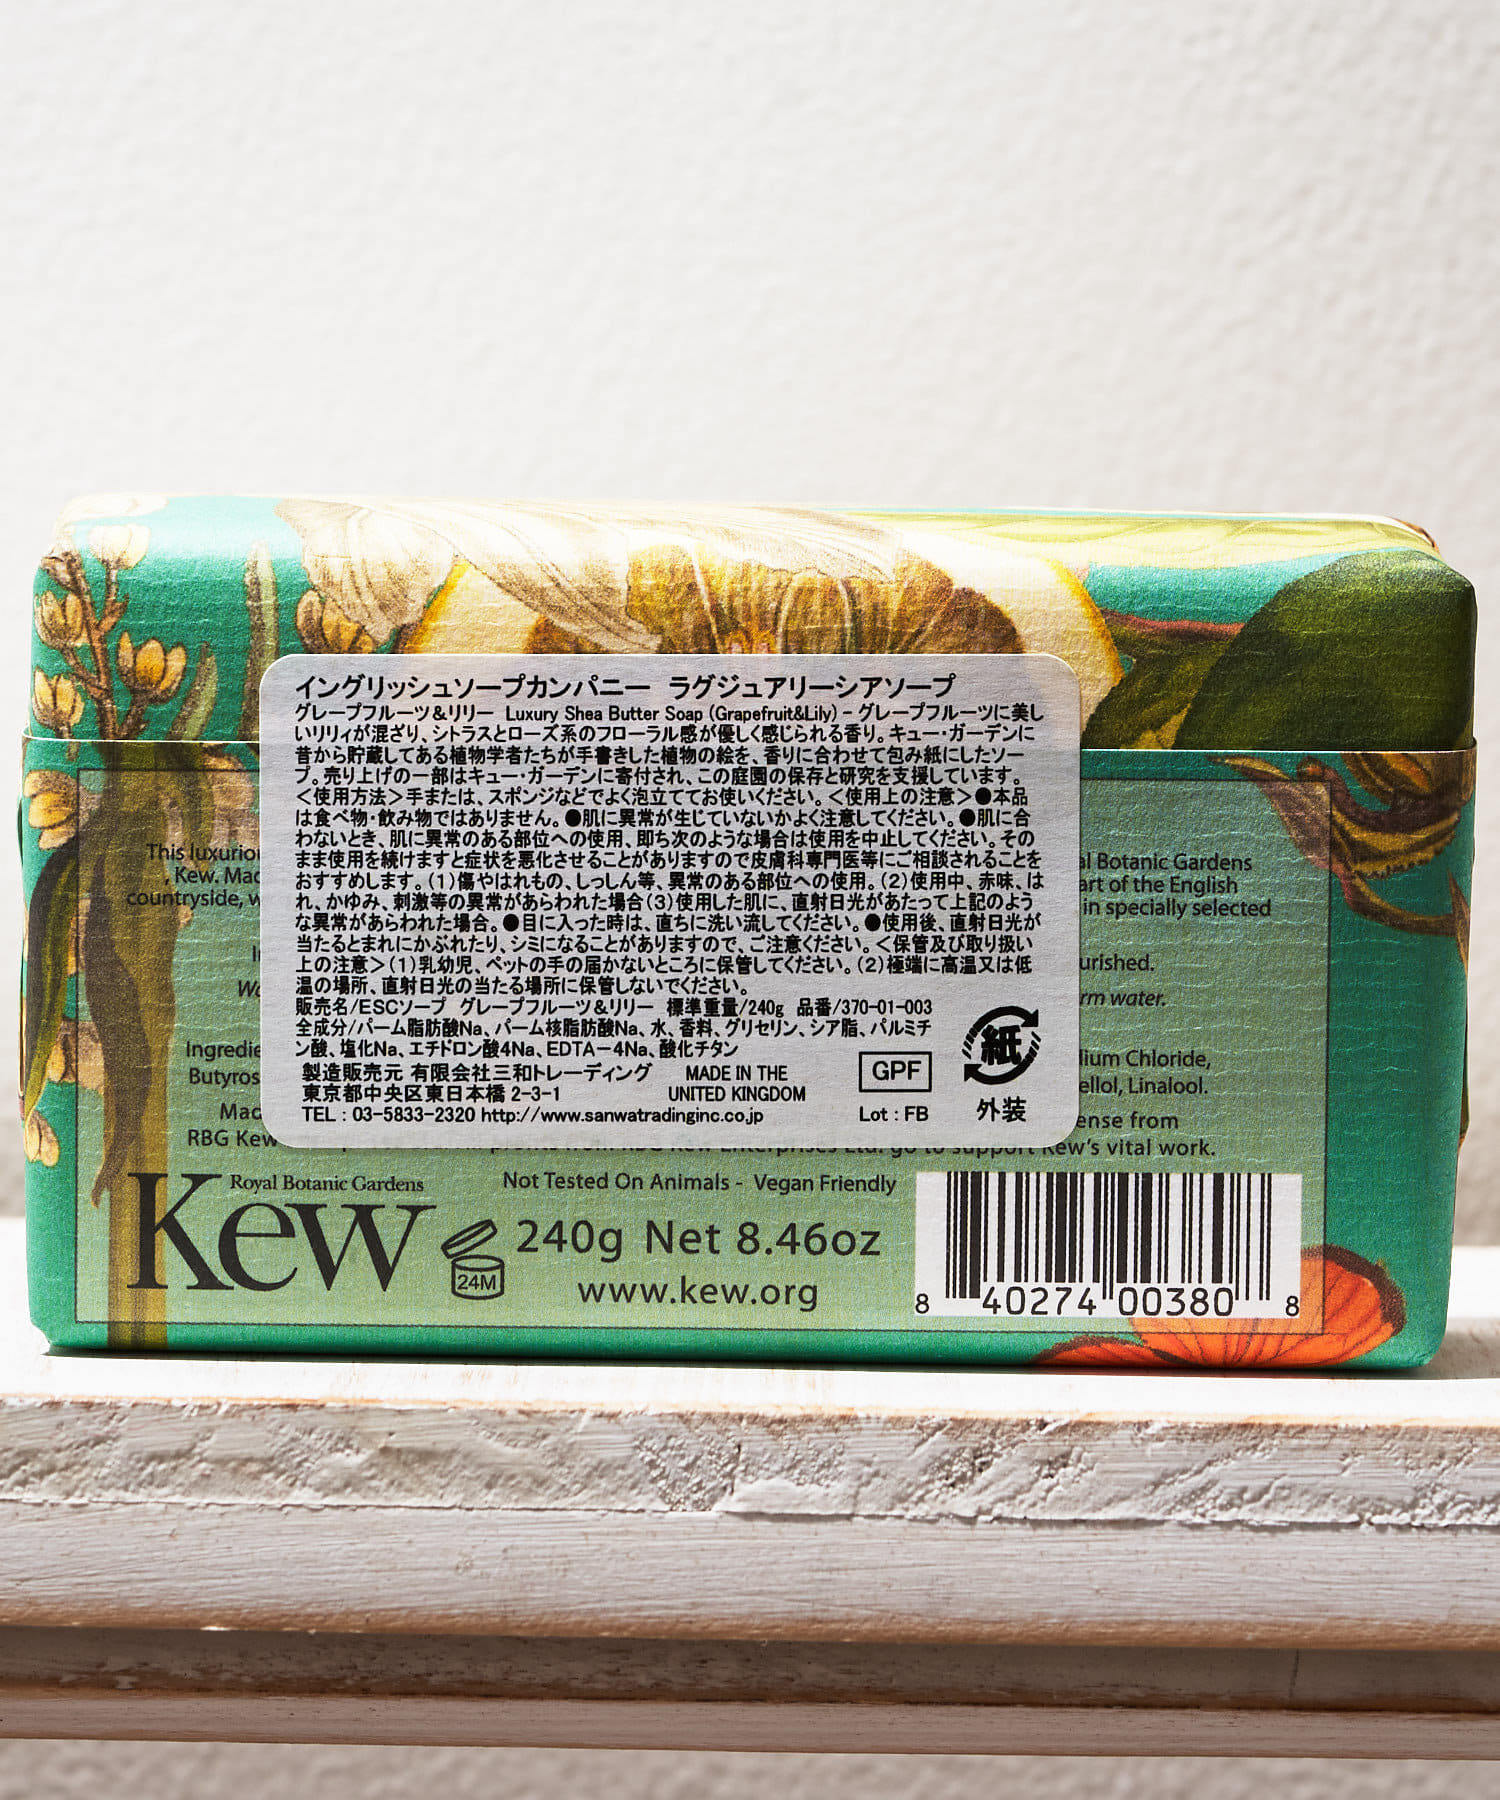 イングリッシュソープカンパニー ラグジュアリーシアソープ
グレープフルーツ＆リリー Luxury Shea Butter Soap (Grapefruit&Lily) – グレープフルーツに美し
いリリィが混ざり、シトラスとローズ系のフローラル感が優しく感じられる香り。キュー・ガーデンに
昔から貯蔵してある植物学者たちが手書きした植物の絵を、香りに合わせて包み紙にしたソー
プ。売り上げの一部はキュー・ガーデンに寄付され、この庭園の保存と研究を支援しています。
＜使用方法＞手または、スポンジなどでよく泡立ててお使いください。＜使用上の注意＞●本品
は食べ物・飲み物ではありません。●肌に異常が生じていないかよく注意してください。●肌に合
わないとき、肌に異常のある部位への使用、即ち次のような場合は使用を中止してください。その
まま使用を続けますと症状を悪化させることがありますので皮膚科専門医等にご相談されることを
おすすめします。(1)傷やはれもの、しっしん等、異常のある部位への使用。(2)使用中、赤味、は
れ、かゆみ、刺激等の異常があらわれた場合(3)使用した肌に、直射日光があたって上記のよう
な異常があらわれた場合。●目に入った時は、直ちに洗い流してください。●使用後、直射日光が
当たるとまれにかぶれたり、シミになることがありますので、ご注意ください。＜保管及び取り扱い
上の注意＞(1)乳幼児、ペットの手の届かないところに保管してください。(2)極端に高温又は低
温の場所、直射日光の当たる場所に保管しないでください。
販売名/ESCソープ グレープフルーツ＆リリー 標準重量/240g 品番/370-01-003
全成分/パーム脂肪酸Na、パーム核脂肪酸Na、水、香料、グリセリン、シア脂、パルミチ
ン酸、塩化Na、エチドロン酸4Na、EDTA－4Na、酸化チタン
製造販売元 有限会社三和トレーディング MADE IN THE
東京都中央区東日本橋 2-3-1 UNITED KINGDOM
TEL : 03-5833-2320 http://www.sanwatradinginc.co.jp
GPF
Lot : FB
紙
外装
This
al Botanic Gardens
, Kew.
art of the English
countryside,
in specially selected
urished.
rm water.
dium Chloride,
ellol, Linalool.
ense from
RBG Kew
go to support Kew's vital work.
Royal Botanic Gardens
Kew
24M
Not Tested On Animals - Vegan Friendly
240g Net 8.46oz
www.kew.org
8 40274 00380 8